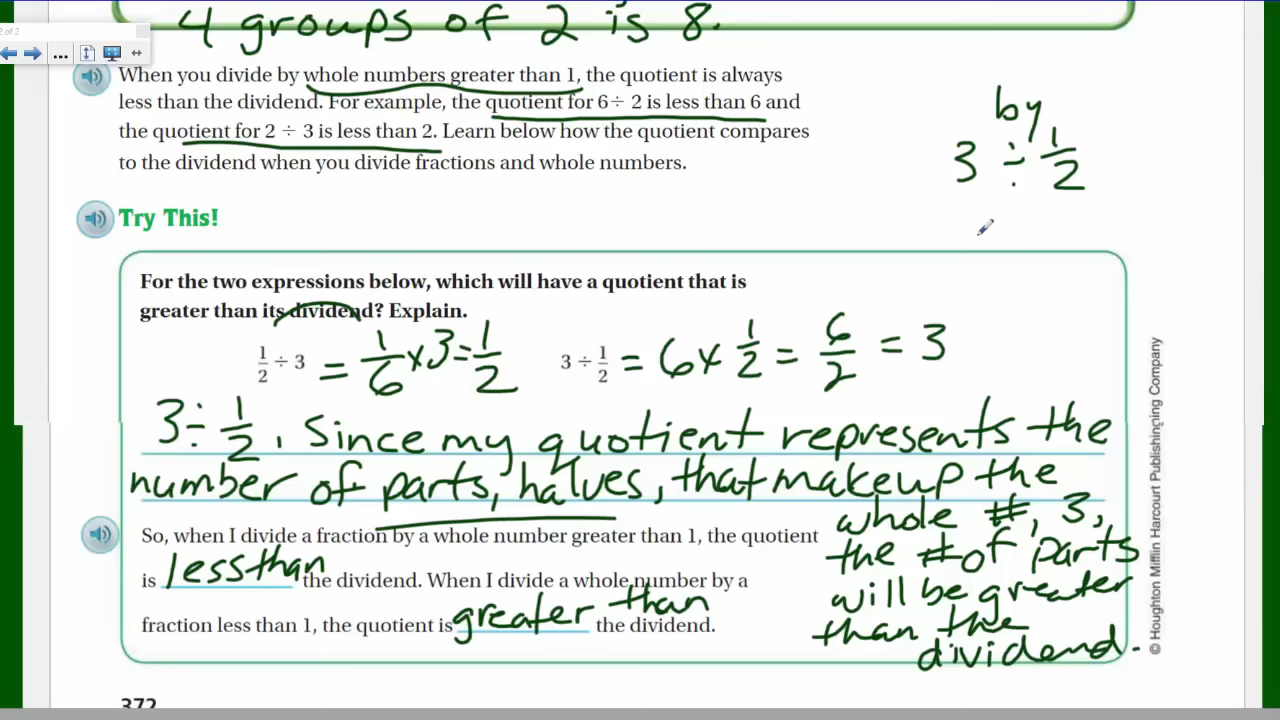 4 groups of 2 is 8.
2 of 2
When you divide by whole numbers greater than 1, the quotient is always
less than the dividend. For example, the quotient for 6 ÷ 2 is less than 6 and
the quotient for 2 ÷ 3 is less than 2. Learn below how the quotient compares
to the dividend when you divide fractions and whole numbers.
by
3 ÷ 1/2
Try This!
For the two expressions below, which will have a quotient that is
greater than its dividend? Explain.
1/2 ÷ 3 = 1/6 × 3 = 1/2
3 ÷ 1/2 = 6 × 1/2 = 6/2 = 3
3 ÷ 1/2. Since my quotient represents the
number of parts, halves, that makeup the
whole #, 3,
the # of parts
will be greater
than the
dividend.
So, when I divide a fraction by a whole number greater than 1, the quotient
is less than the dividend. When I divide a whole number by a
fraction less than 1, the quotient is greater than the dividend.
© Houghton Mifflin Harcourt Publishing Company
372